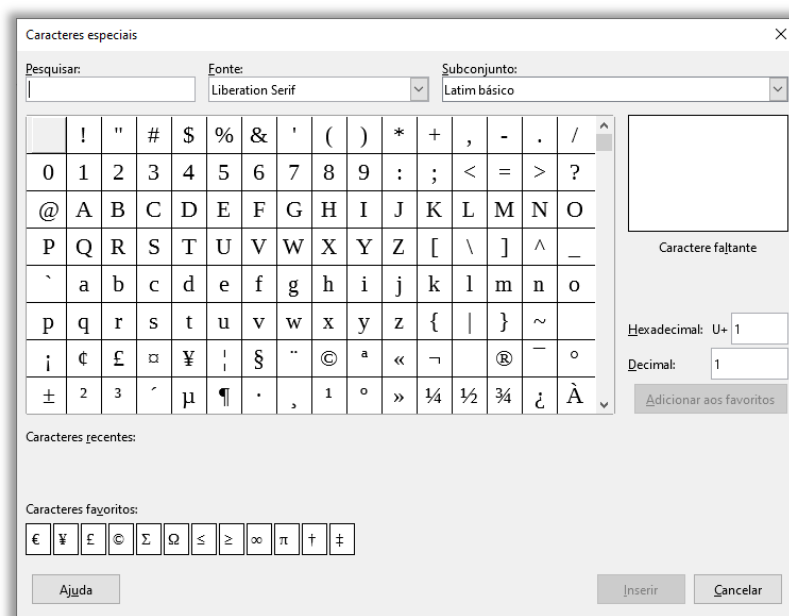 Caracteres especiais
Pesquisar: Fonte: Subconjunto:
Liberation Serif Latim básico
! " # $ % & ' ( ) * + , - . /
0 1 2 3 4 5 6 7 8 9 : ; < = > ?
@ A B C D E F G H I J K L M N O
P Q R S T U V W X Y Z [ \ ] ^ _
` a b c d e f g h i j k l m n o
p q r s t u v w x y z { | } ~
¡ ¢ £ ¤ ¥ ¦ § ¨ © ª « ¬ ® ¯ °
± ² ³ ´ µ ¶ · ¸ ¹ º » ¼ ½ ¾ ¿ À
Caractere faltante
Hexadecimal: U+ 1
Decimal: 1
Adicionar aos favoritos
Caracteres recentes:
Caracteres favoritos:
€ ¥ £ © Σ Ω ≤ ≥ ∞ π † ‡
Ajuda Inserir Cancelar